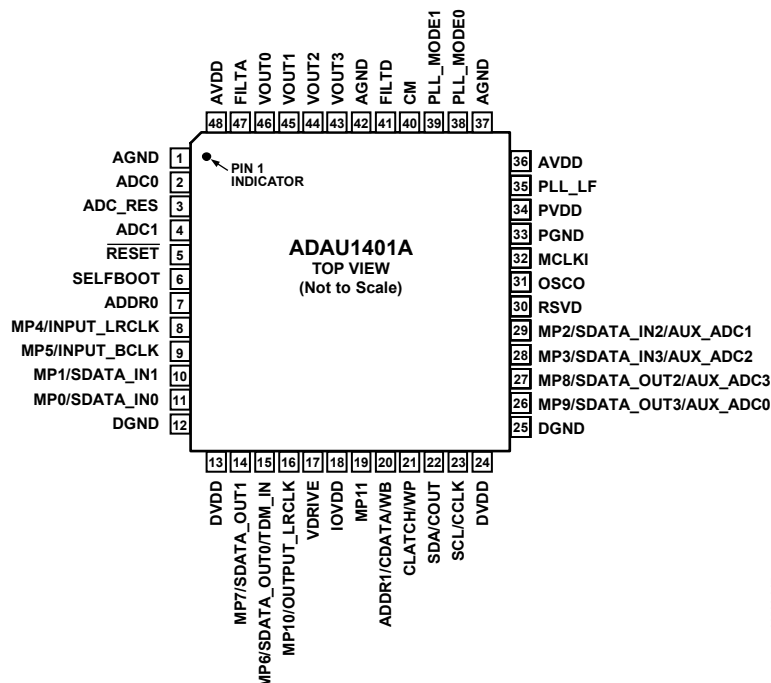 AVDD
FILTA
VOUT0
VOUT1
VOUT2
VOUT3
AGND
FILTD
CM
PLL_MODE1
PLL_MODE0
AGND
48 47 46 45 44 43 42 41 40 39 38 37
AGND 1
ADC0 2
ADC_RES 3
ADC1 4
RESET 5
SELFBOOT 6
ADDR0 7
MP4/INPUT_LRCLK 8
MP5/INPUT_BCLK 9
MP1/SDATA_IN1 10
MP0/SDATA_IN0 11
DGND 12
PIN 1
INDICATOR
ADAU1401A
TOP VIEW
(Not to Scale)
36 AVDD
35 PLL_LF
34 PVDD
33 PGND
32 MCLKI
31 OSCO
30 RSVD
29 MP2/SDATA_IN2/AUX_ADC1
28 MP3/SDATA_IN3/AUX_ADC2
27 MP8/SDATA_OUT2/AUX_ADC3
26 MP9/SDATA_OUT3/AUX_ADC0
25 DGND
13 14 15 16 17 18 19 20 21 22 23 24
DVDD
MP7/SDATA_OUT1
MP6/SDATA_OUT0/TDM_IN
MP10/OUTPUT_LRCLK
VDRIVE
IOVDD
MP11
ADDR1/CDATA/WB
CLATCH/WP
SDA/COUT
SCL/CCLK
DVDD